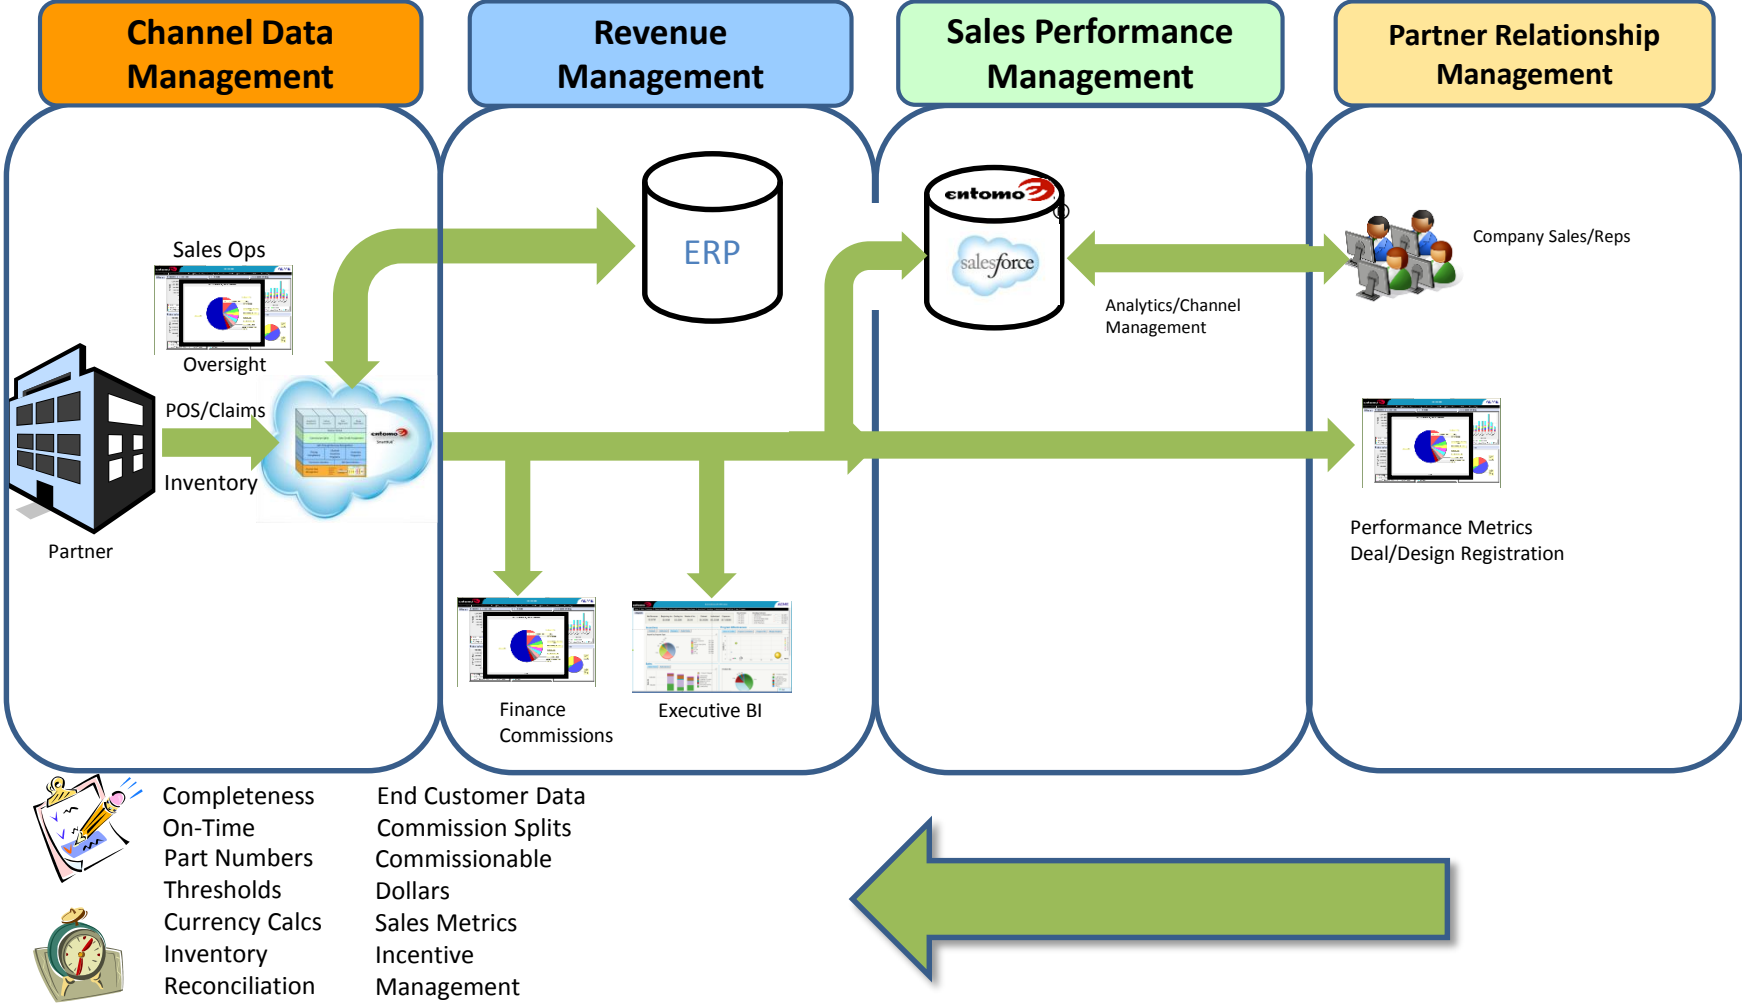 Channel Data
Management
Revenue
Management
Sales Performance
Management
Partner Relationship
Management
Sales Ops
Oversight
POS/Claims
Inventory
Partner
entomo
ERP
entomo
salesforce
Analytics/Channel
Management
Company Sales/Reps
Performance Metrics
Deal/Design Registration
Finance
Commissions
Executive BI
Completeness
On-Time
Part Numbers
Thresholds
Currency Calcs
Inventory
Reconciliation
End Customer Data
Commission Splits
Commissionable
Dollars
Sales Metrics
Incentive
Management